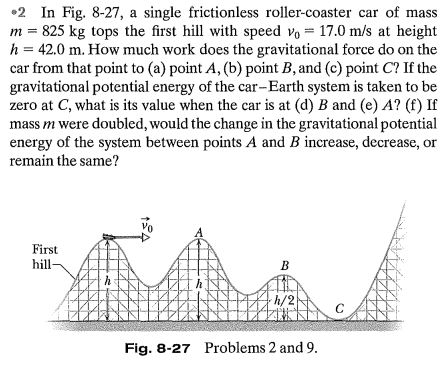 •2 In Fig. 8-27, a single frictionless roller-coaster car of mass
m = 825 kg tops the first hill with speed v₀ = 17.0 m/s at height
h = 42.0 m. How much work does the gravitational force do on the
car from that point to (a) point A, (b) point B, and (c) point C? If the
gravitational potential energy of the car–Earth system is taken to be
zero at C, what is its value when the car is at (d) B and (e) A? (f) If
mass m were doubled, would the change in the gravitational potential
energy of the system between points A and B increase, decrease, or
remain the same?
v⃗₀
A
First
hill
B
h
h
h/2
C
Fig. 8-27 Problems 2 and 9.